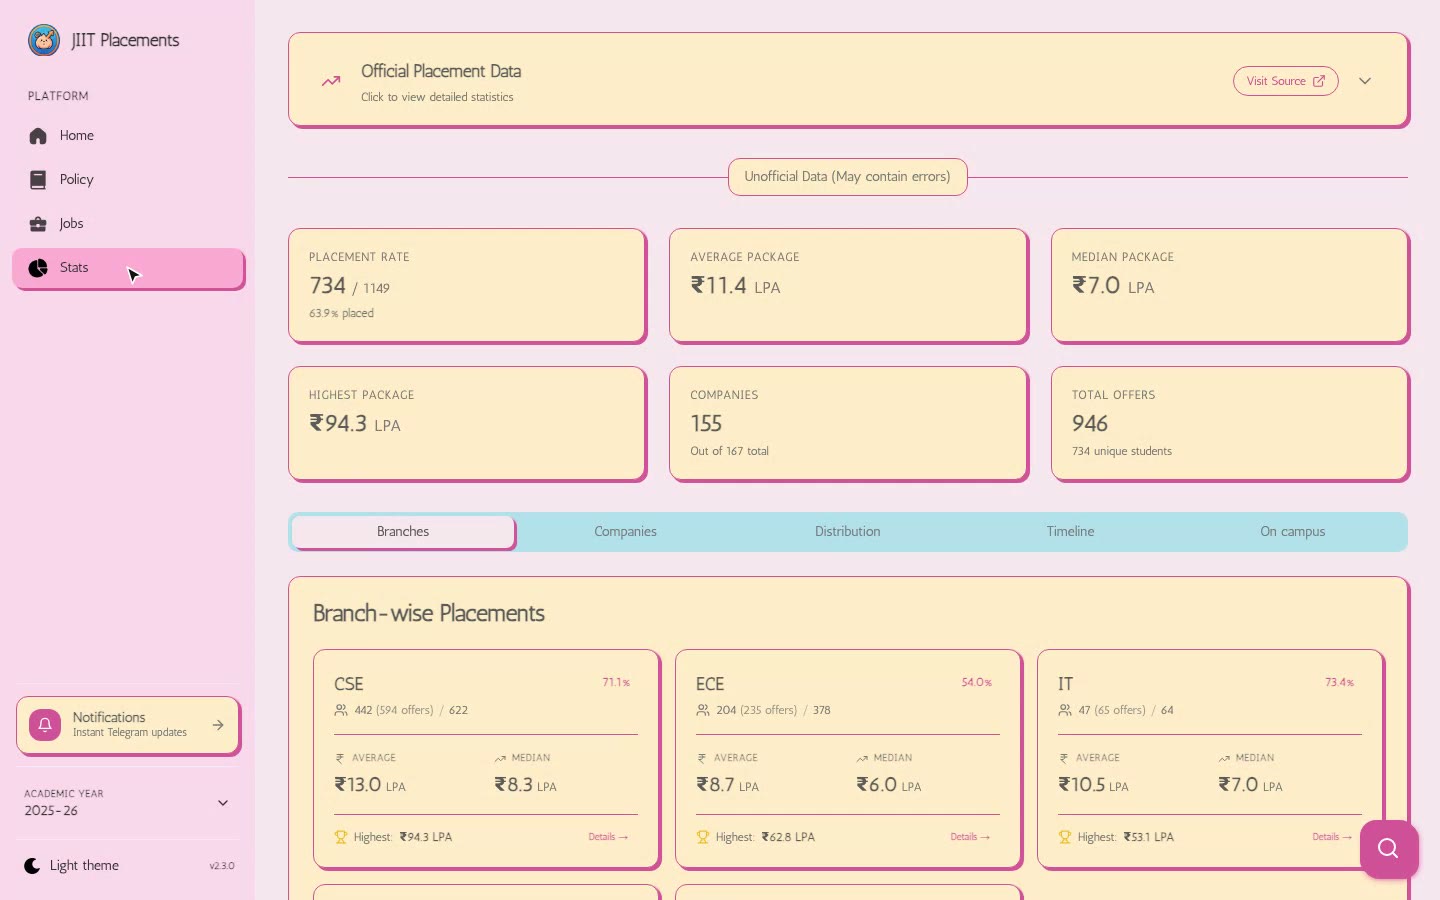 JIIT Placements
PLATFORM
Home
Policy
Jobs
Stats
Notifications
Instant Telegram updates
ACADEMIC YEAR
2025-26
Light theme
v2.3.0
Official Placement Data
Click to view detailed statistics
Visit Source
Unofficial Data (May contain errors)
PLACEMENT RATE
734 / 1149
63.9% placed
AVERAGE PACKAGE
₹11.4 LPA
MEDIAN PACKAGE
₹7.0 LPA
HIGHEST PACKAGE
₹94.3 LPA
COMPANIES
155
Out of 167 total
TOTAL OFFERS
946
734 unique students
Branches
Companies
Distribution
Timeline
On campus
Branch-wise Placements
CSE
71.1%
442 (594 offers) / 622
₹ AVERAGE
MEDIAN
₹13.0 LPA
₹8.3 LPA
Highest: ₹94.3 LPA
Details →
ECE
54.0%
204 (235 offers) / 378
₹ AVERAGE
MEDIAN
₹8.7 LPA
₹6.0 LPA
Highest: ₹62.8 LPA
Details →
IT
73.4%
47 (65 offers) / 64
₹ AVERAGE
MEDIAN
₹10.5 LPA
₹7.0 LPA
Highest: ₹53.1 LPA
Details →